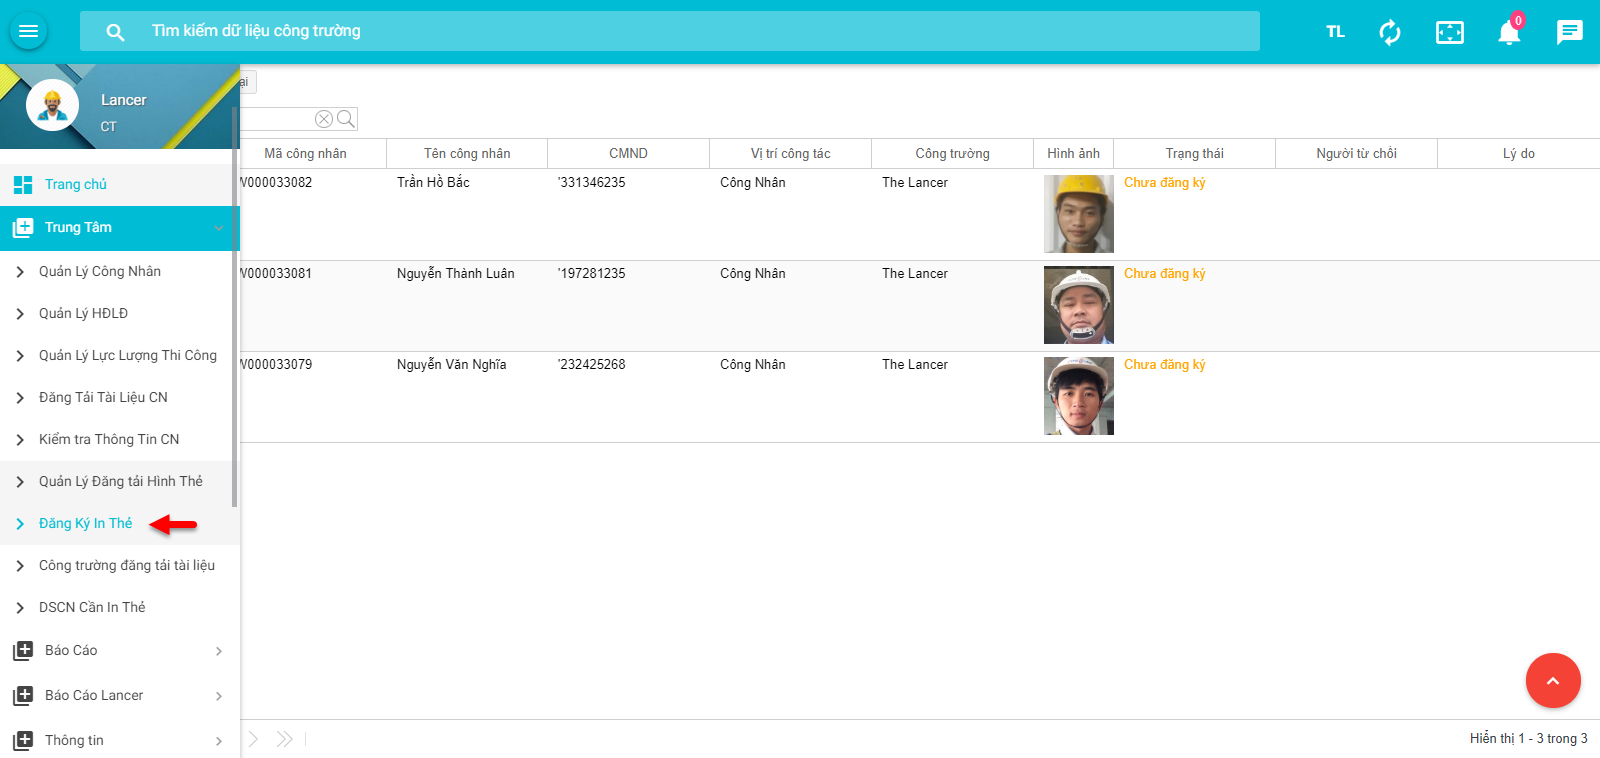 Tìm kiếm dữ liệu công trường
TL
0
Lancer
CT
Trang chủ
Trung Tâm
Quản Lý Công Nhân
Quản Lý HĐLĐ
Quản Lý Lực Lượng Thi Công
Đăng Tải Tài Liệu CN
Kiểm tra Thông Tin CN
Quản Lý Đăng tải Hình Thẻ
Đăng Ký In Thẻ
Công trường đăng tải tài liệu
DSCN Cần In Thẻ
Báo Cáo
Báo Cáo Lancer
Thông tin
Mã công nhân Tên công nhân CMND Vị trí công tác Công trường Hình ảnh Trạng thái Người từ chối Lý do
W000033082 Trần Hồ Bắc '331346235 Công Nhân The Lancer Chưa đăng ký
W000033081 Nguyễn Thành Luân '197281235 Công Nhân The Lancer Chưa đăng ký
W000033079 Nguyễn Văn Nghĩa '232425268 Công Nhân The Lancer Chưa đăng ký
Hiển thị 1 - 3 trong 3